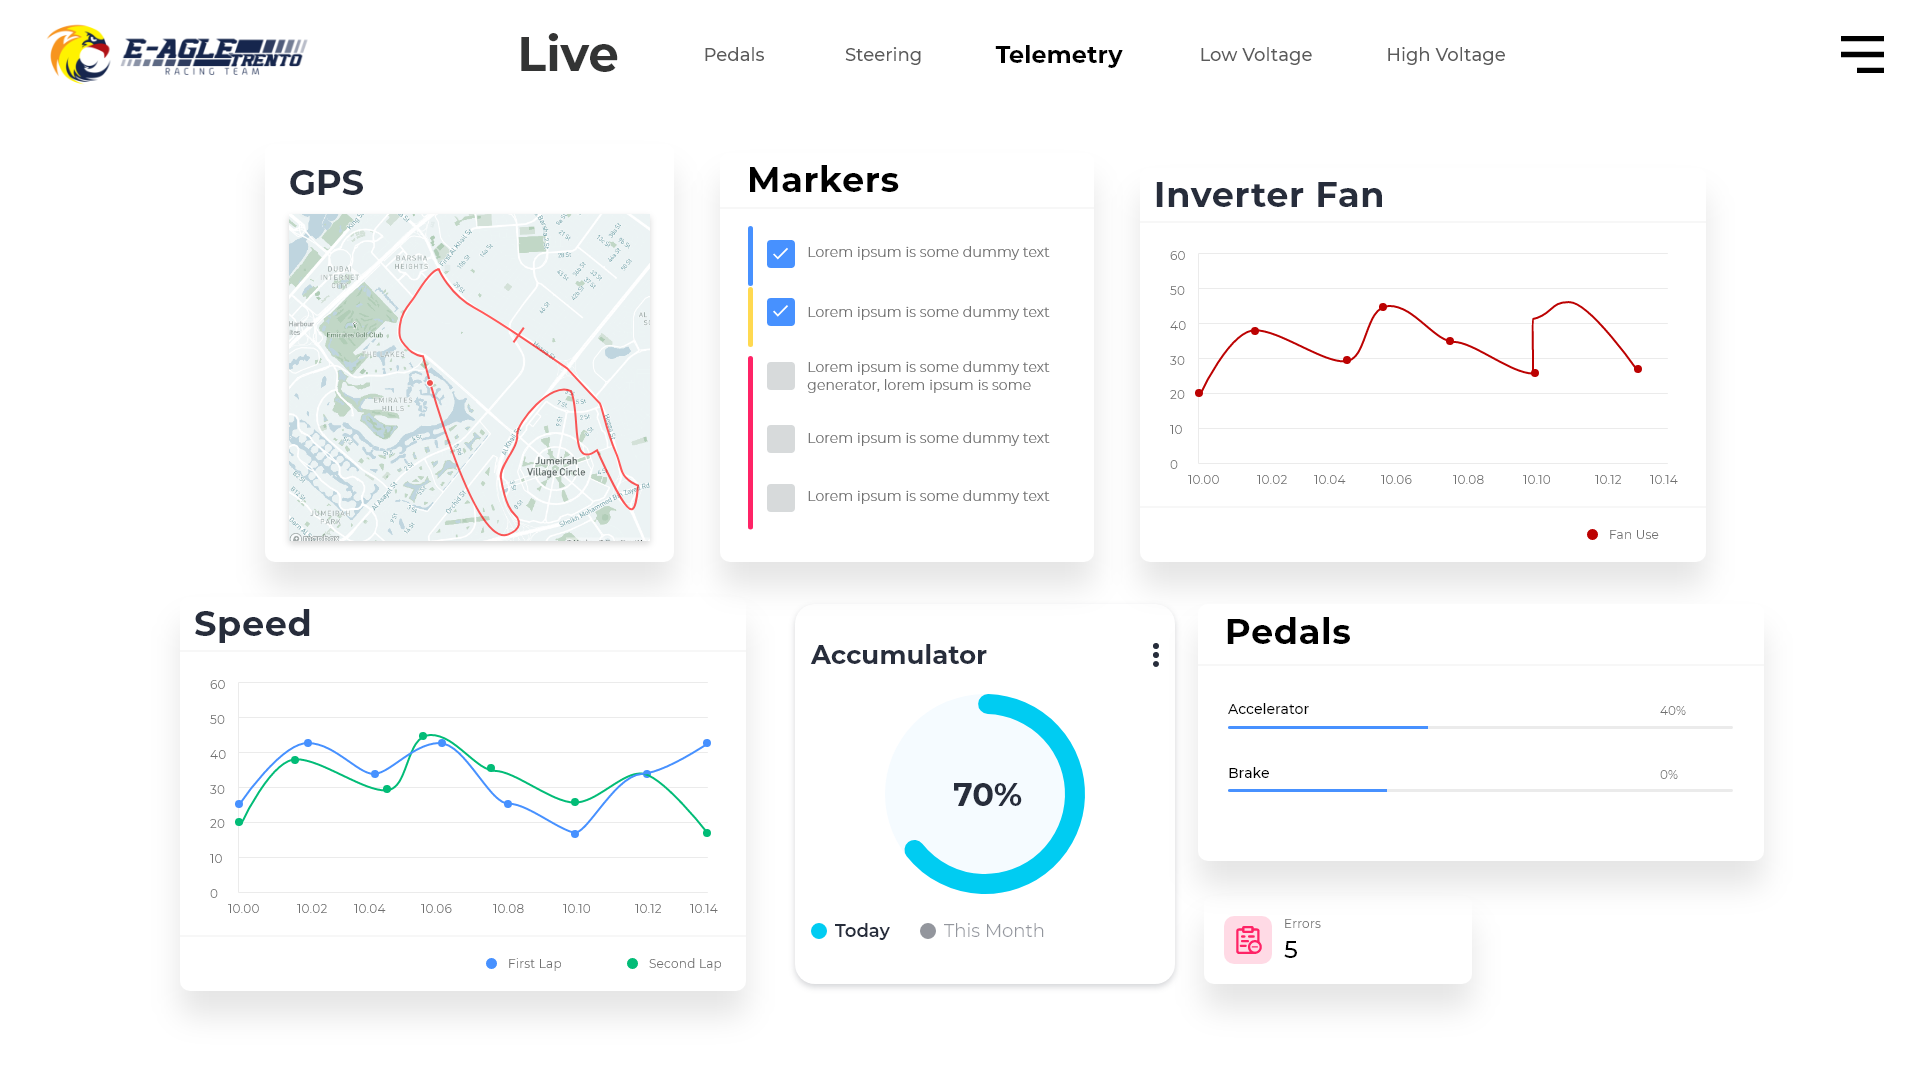 E-AGLE
TRENTO
RACING TEAM
Live
Pedals
Steering
Telemetry
Low Voltage
High Voltage
GPS
BARSHA
HEIGHTS
DUBAI
INTERNET
CITY
Emirates Golf Club
THE LAKES
EMIRATES
HILLS
Jumeirah
Village Circle
JUMEIRAH
PARK
mapbox
Markers
Lorem ipsum is some dummy text
Lorem ipsum is some dummy text
Lorem ipsum is some dummy text
generator, lorem ipsum is some
Lorem ipsum is some dummy text
Lorem ipsum is some dummy text
Inverter Fan
60
50
40
30
20
10
0
10.00
10.02
10.04
10.06
10.08
10.10
10.12
10.14
Fan Use
Speed
60
50
40
30
20
10
0
10.00
10.02
10.04
10.06
10.08
10.10
10.12
10.14
First Lap
Second Lap
Accumulator
70%
Today
This Month
Pedals
Accelerator
40%
Brake
0%
Errors
5